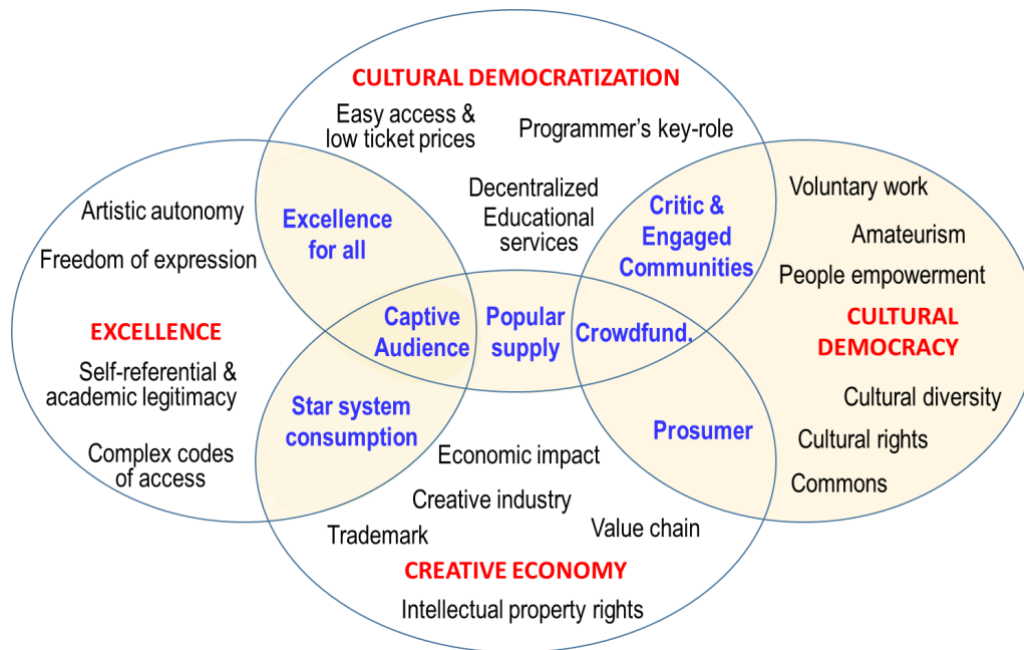 CULTURAL DEMOCRATIZATION
Easy access &
low ticket prices
Programmer's key-role
Decentralized
Educational
services
Artistic autonomy
Freedom of expression
EXCELLENCE
Self-referential &
academic legitimacy
Complex codes
of access
Excellence
for all
Captive
Audience
Popular
supply
Crowdfund.
Critic &
Engaged
Communities
Voluntary work
Amateurism
People empowerment
CULTURAL
DEMOCRACY
Cultural diversity
Cultural rights
Commons
Star system
consumption
Prosumer
Economic impact
Creative industry
Trademark
Value chain
CREATIVE ECONOMY
Intellectual property rights